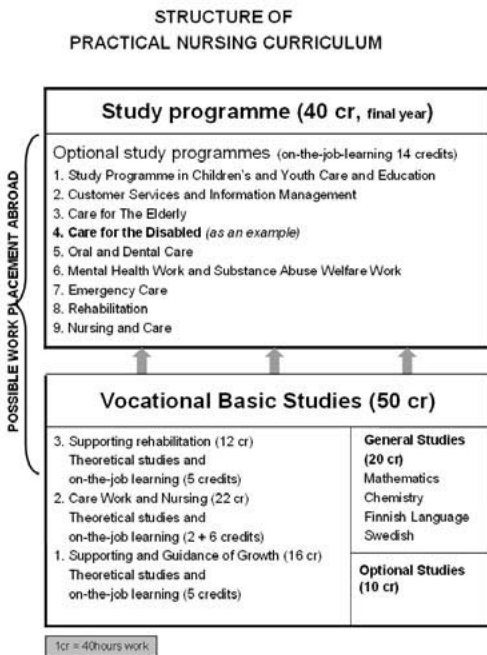 STRUCTURE OF
PRACTICAL NURSING CURRICULUM
Study programme (40 cr, final year)
POSSIBLE WORK PLACEMENT ABROAD
Optional study programmes (on-the-job-learning 14 credits)
1. Study Programme in Children's and Youth Care and Education
2. Customer Services and Information Management
3. Care for The Elderly
4. Care for the Disabled (as an example)
5. Oral and Dental Care
6. Mental Health Work and Substance Abuse Welfare Work
7. Emergency Care
8. Rehabilitation
9. Nursing and Care
Vocational Basic Studies (50 cr)
3. Supporting rehabilitation (12 cr)
Theoretical studies and
on-the-job learning (5 credits)
2. Care Work and Nursing (22 cr)
Theoretical studies and
on-the-job learning (2 + 6 credits)
1. Supporting and Guidance of Growth (16 cr)
Theoretical studies and
on-the-job learning (5 credits)
General Studies
(20 cr)
Mathematics
Chemistry
Finnish Language
Swedish
Optional Studies
(10 cr)
1cr = 40hours work